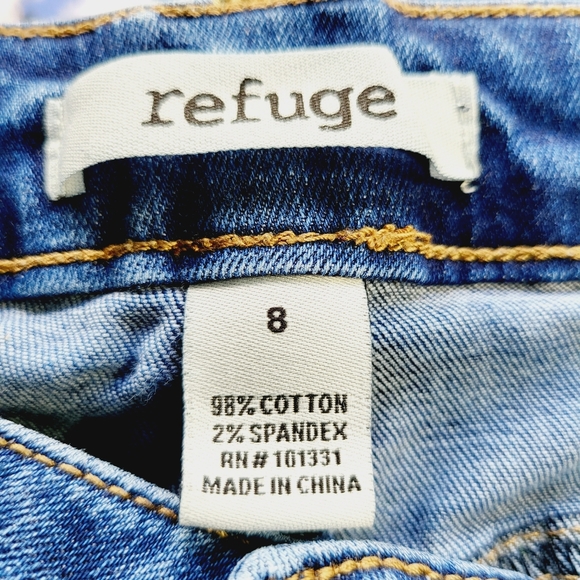 refuge
8
98% COTTON
2% SPANDEX
RN# 101331
MADE IN CHINA